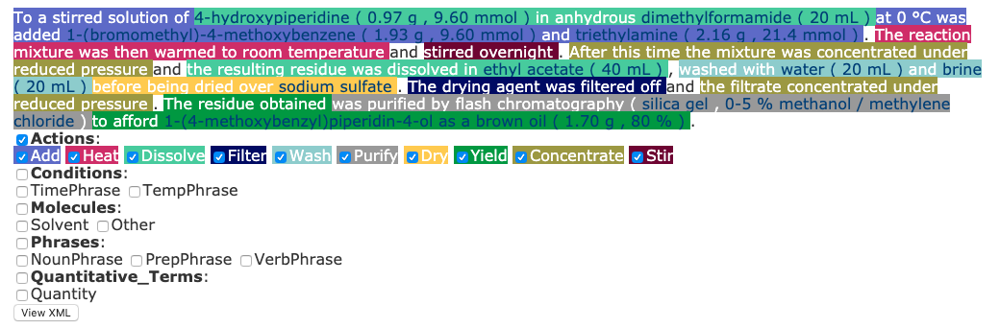 To a stirred solution of 4-hydroxypiperidine ( 0.97 g , 9.60 mmol ) in anhydrous dimethylformamide ( 20 mL ) at 0 °C was
added 1-(bromomethyl)-4-methoxybenzene ( 1.93 g , 9.60 mmol ) and triethylamine ( 2.16 g , 21.4 mmol ) . The reaction
mixture was then warmed to room temperature and stirred overnight . After this time the mixture was concentrated under
reduced pressure and the resulting residue was dissolved in ethyl acetate ( 40 mL ) , washed with water ( 20 mL ) and brine
( 20 mL ) before being dried over sodium sulfate . The drying agent was filtered off and the filtrate concentrated under
reduced pressure . The residue obtained was purified by flash chromatography ( silica gel , 0-5 % methanol / methylene
chloride ) to afford 1-(4-methoxybenzyl)piperidin-4-ol as a brown oil ( 1.70 g , 80 % ) .
Actions:
Add Heat Dissolve Filter Wash Purify Dry Yield Concentrate Stir
Conditions:
TimePhrase TempPhrase
Molecules:
Solvent Other
Phrases:
NounPhrase PrepPhrase VerbPhrase
Quantitative_Terms:
Quantity
View XML